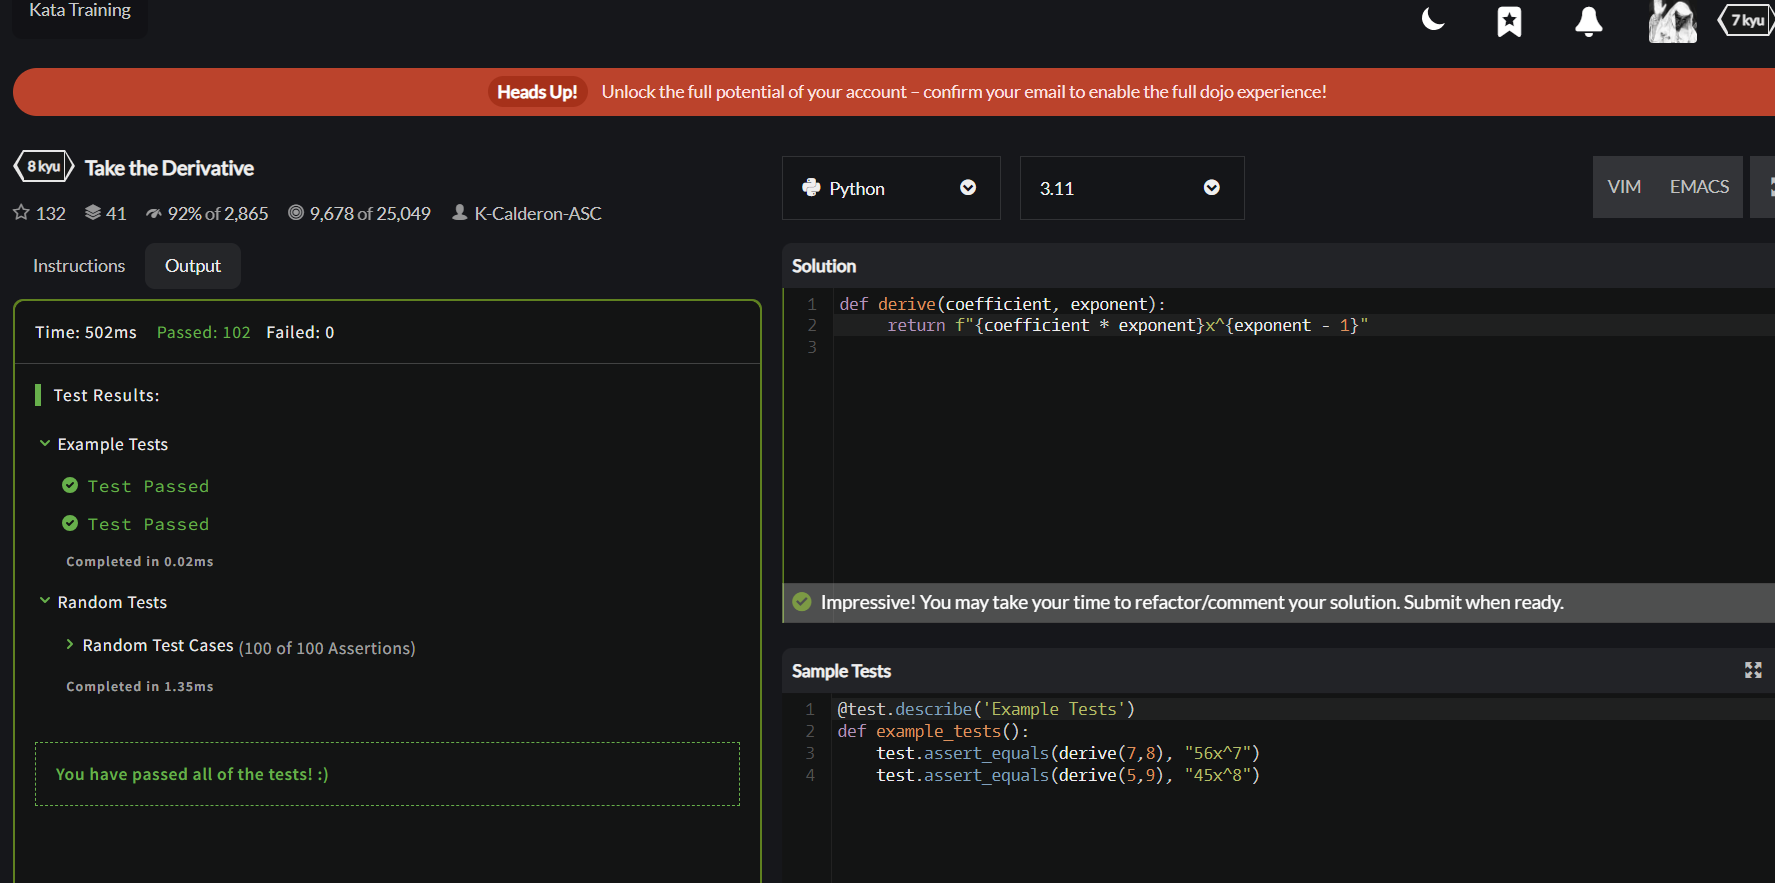 Kata Training
7 kyu
Heads Up! Unlock the full potential of your account – confirm your email to enable the full dojo experience!
8 kyu Take the Derivative
132 41 92% of 2,865 9,678 of 25,049 K-Calderon-ASC
Python 3.11 VIM EMACS
Instructions Output
Time: 502ms Passed: 102 Failed: 0
Test Results:
Example Tests
Test Passed
Test Passed
Completed in 0.02ms
Random Tests
Random Test Cases (100 of 100 Assertions)
Completed in 1.35ms
You have passed all of the tests! :)
Solution
1 def derive(coefficient, exponent):
2 return f"{coefficient * exponent}x^{exponent - 1}"
3
Impressive! You may take your time to refactor/comment your solution. Submit when ready.
Sample Tests
1 @test.describe('Example Tests')
2 def example_tests():
3 test.assert_equals(derive(7,8), "56x^7")
4 test.assert_equals(derive(5,9), "45x^8")